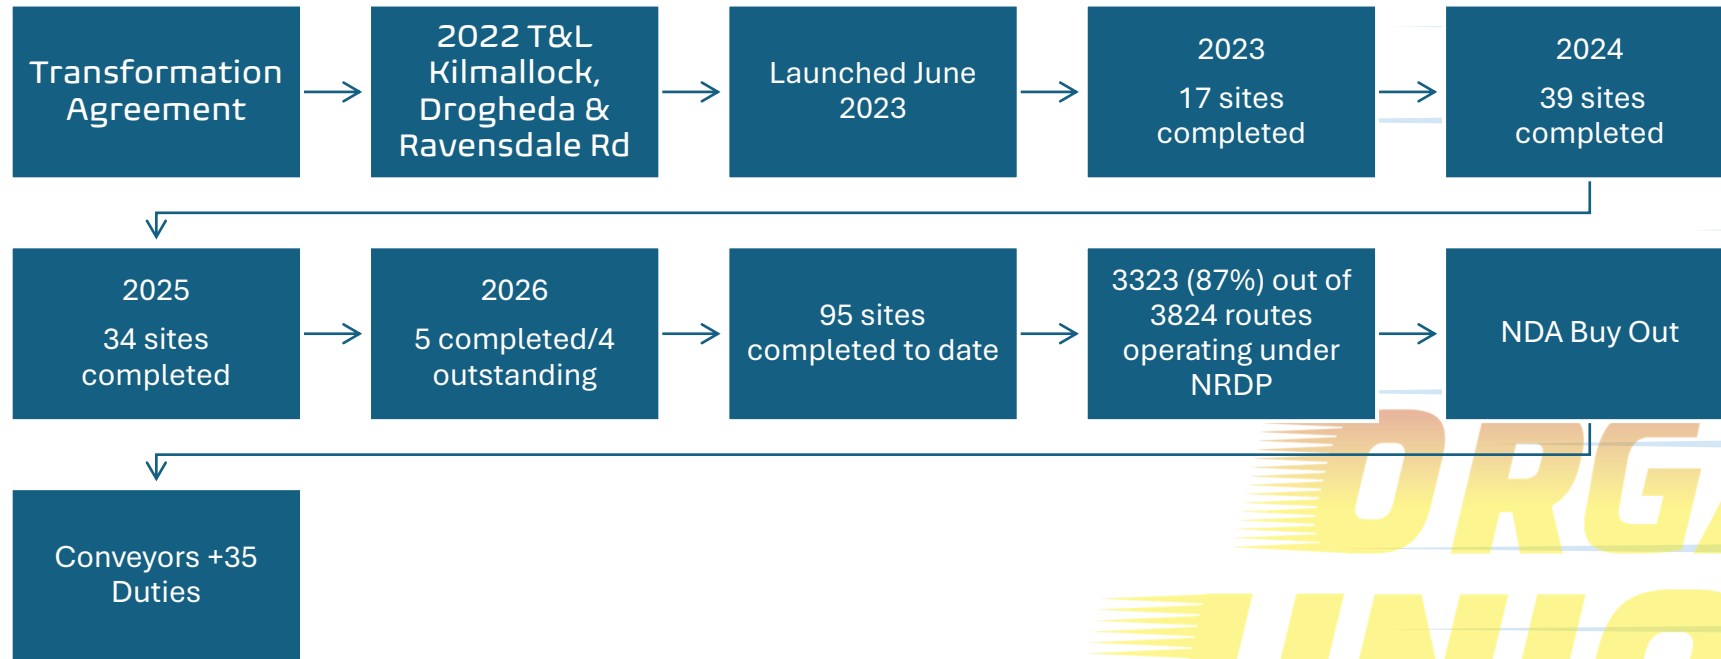 Transformation
Agreement
2022 T&L
Kilmallock,
Drogheda &
Ravensdale Rd
Launched June
2023
2023
17 sites
completed
2024
39 sites
completed
2025
34 sites
completed
2026
5 completed/4
outstanding
95 sites
completed to date
3323 (87%) out of
3824 routes
operating under
NRDP
NDA Buy Out
Conveyors +35
Duties